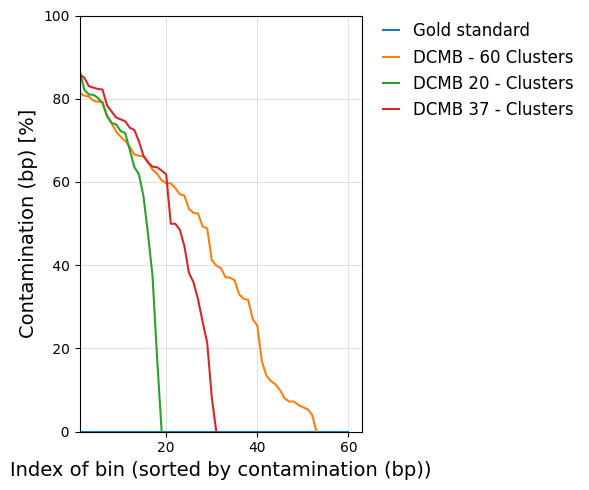 100
80
60
40
20
0
Contamination (bp) [%]
20
40
60
Index of bin (sorted by contamination (bp))
Gold standard
DCMB - 60 Clusters
DCMB 20 - Clusters
DCMB 37 - Clusters